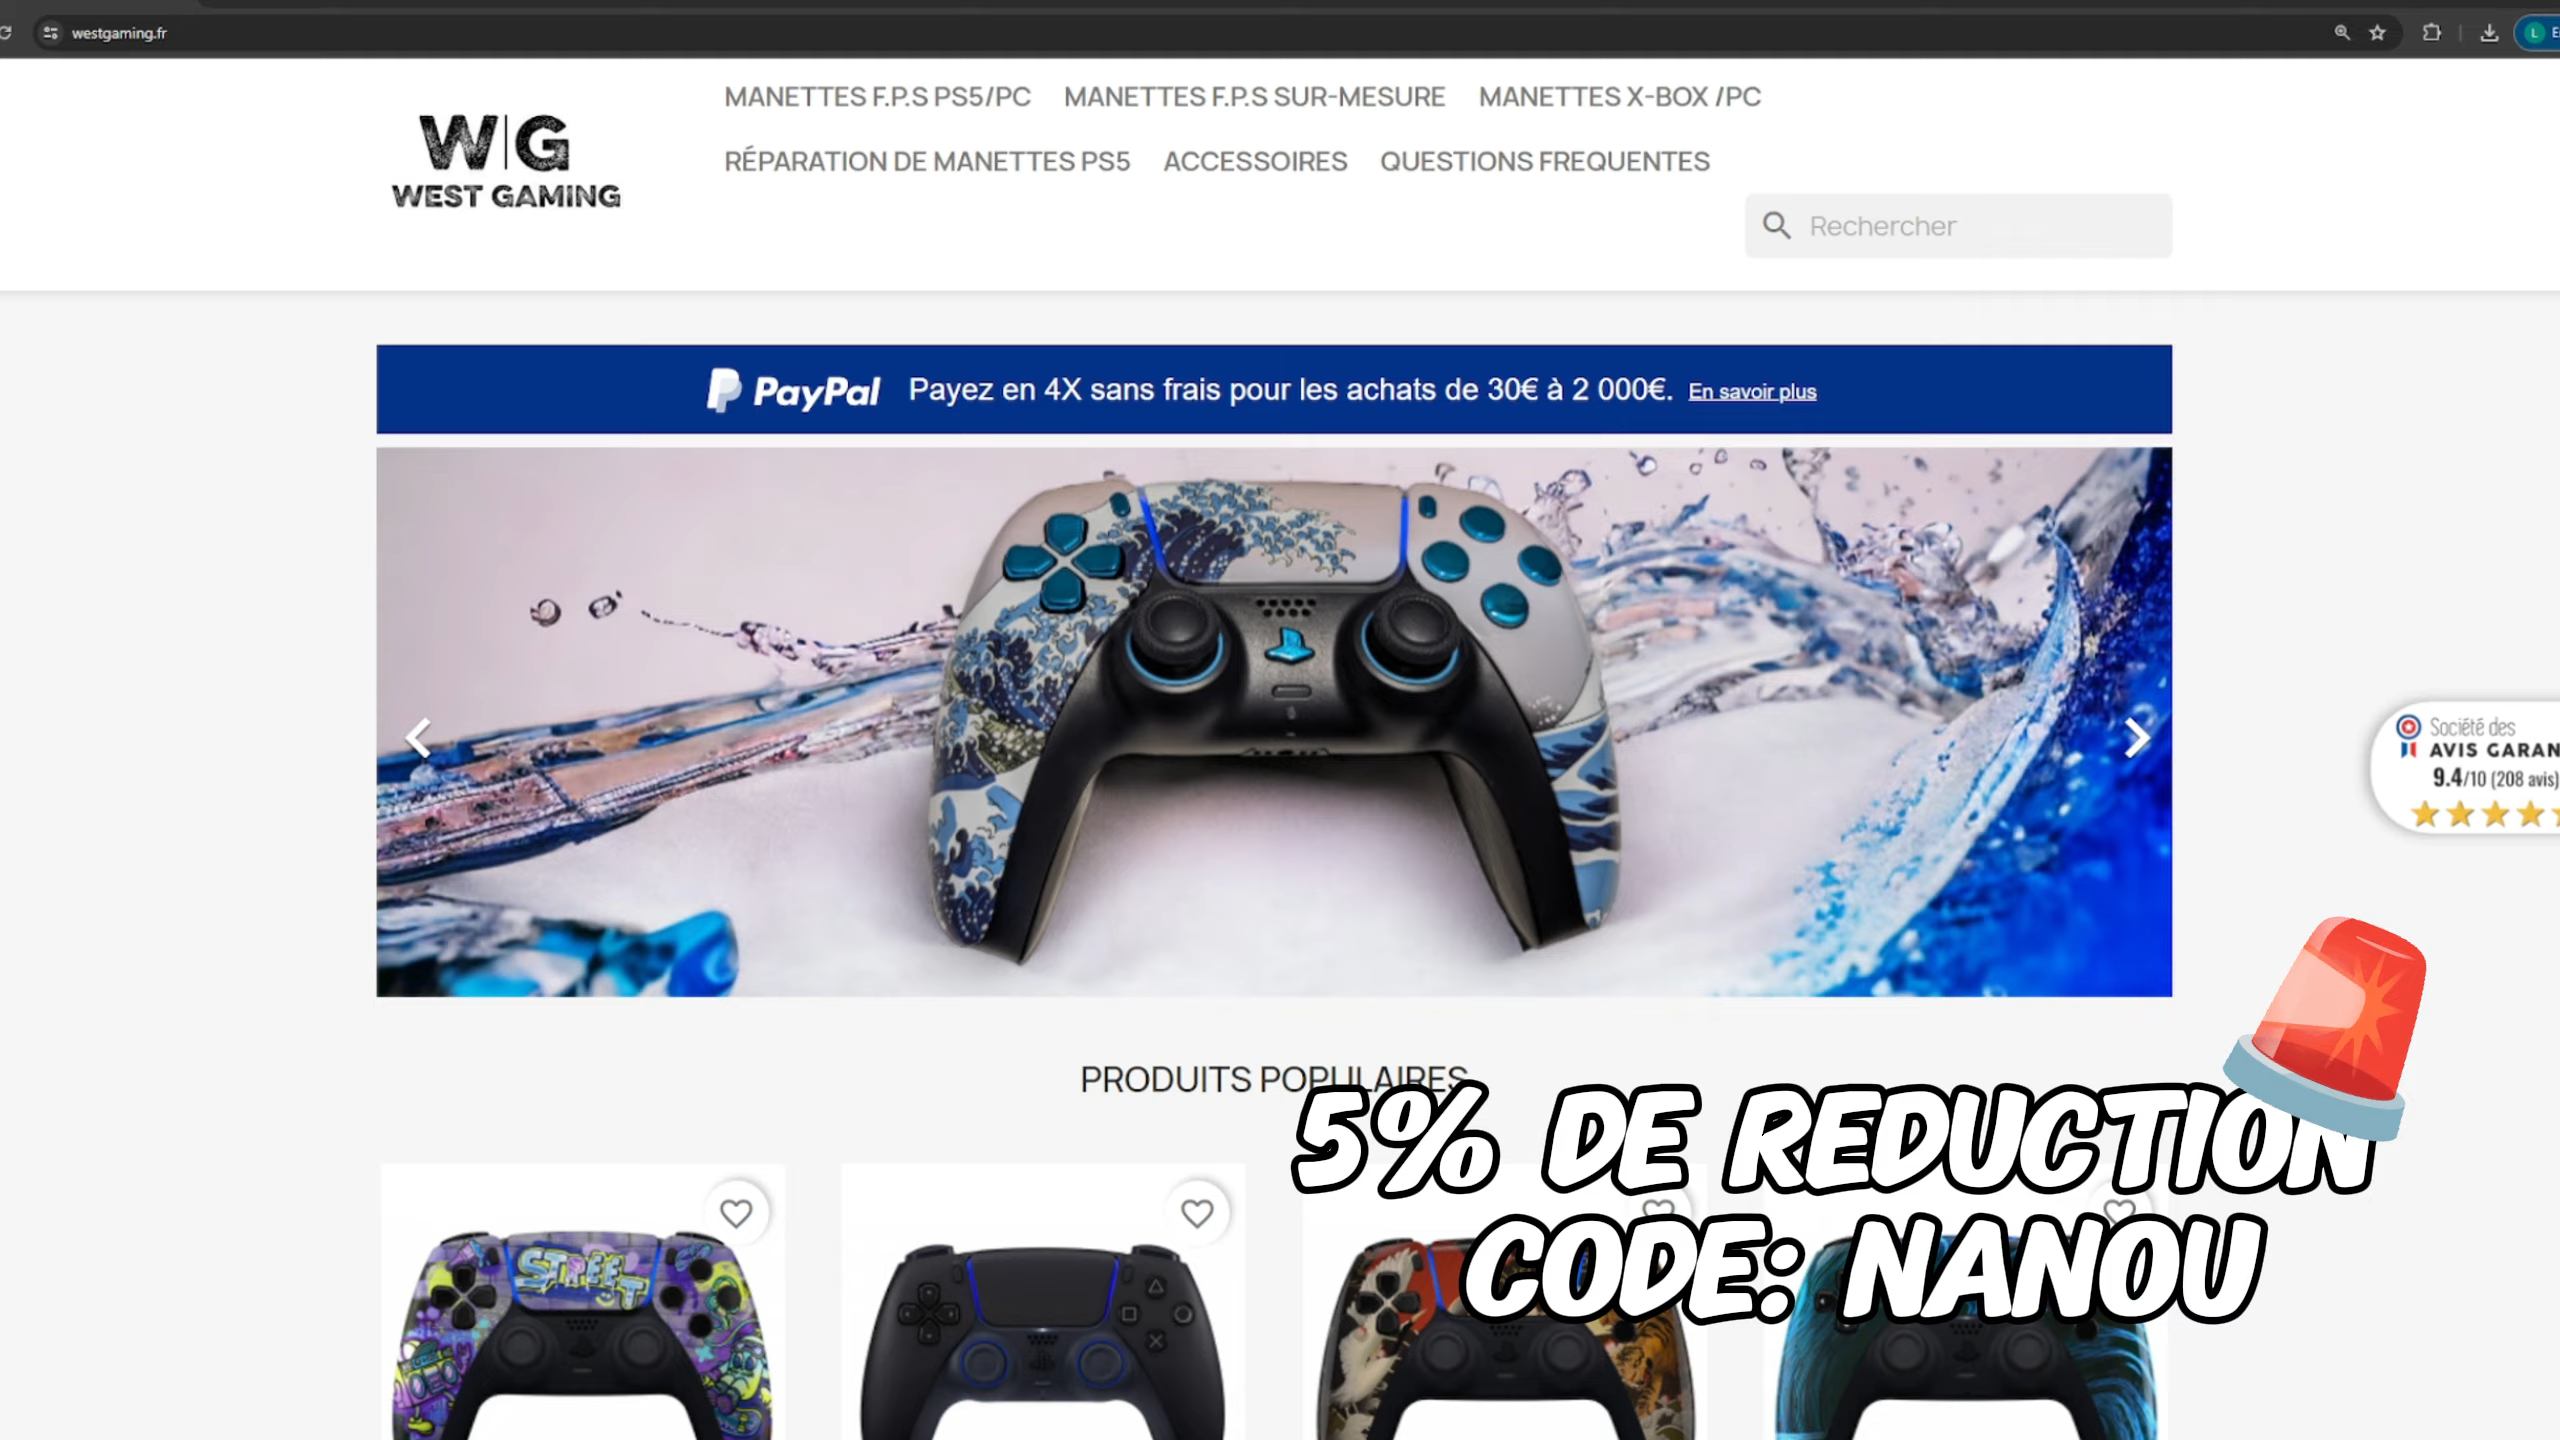 westgaming.fr
W|G
WEST GAMING
MANETTES F.P.S PS5/PC MANETTES F.P.S SUR-MESURE MANETTES X-BOX /PC
RÉPARATION DE MANETTES PS5 ACCESSOIRES QUESTIONS FREQUENTES
Rechercher
PayPal Payez en 4X sans frais pour les achats de 30€ à 2 000€. En savoir plus
Société des
AVIS GARAN
9.4/10 (208 avis)
PRODUITS POPULAIRES
5% DE REDUCTION
CODE: NANOU
STREET